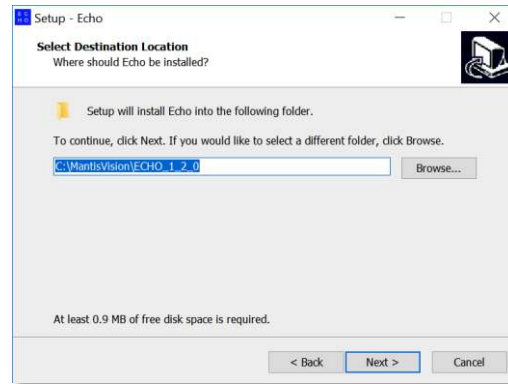 Setup - Echo
Select Destination Location
Where should Echo be installed?
Setup will install Echo into the following folder.
To continue, click Next. If you would like to select a different folder, click Browse.
C:\MantisVision\ECHO_1_2_0
Browse...
At least 0.9 MB of free disk space is required.
< Back
Next >
Cancel